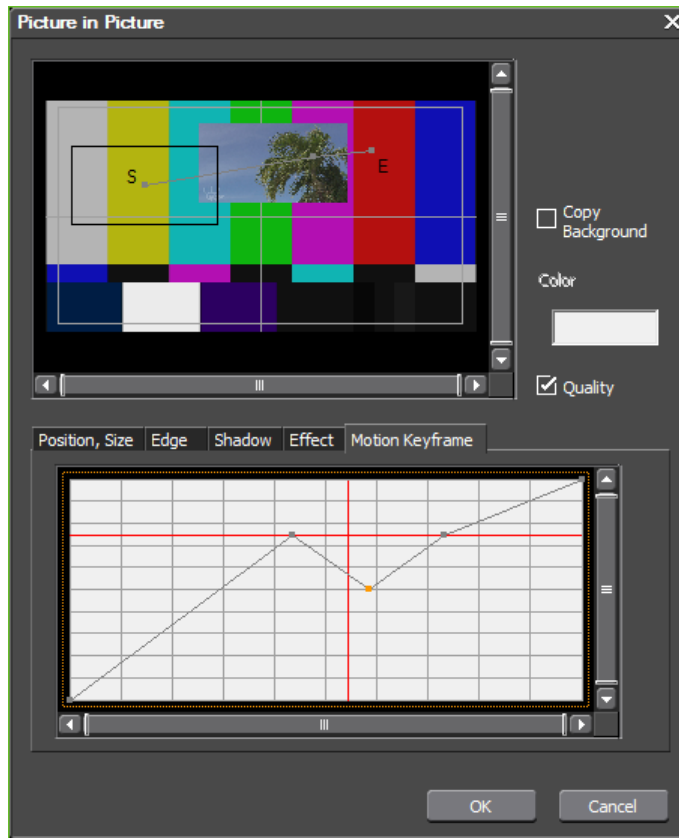 Picture in Picture
S
E
Copy
Background
Color
Quality
Position, Size Edge Shadow Effect Motion Keyframe
OK Cancel